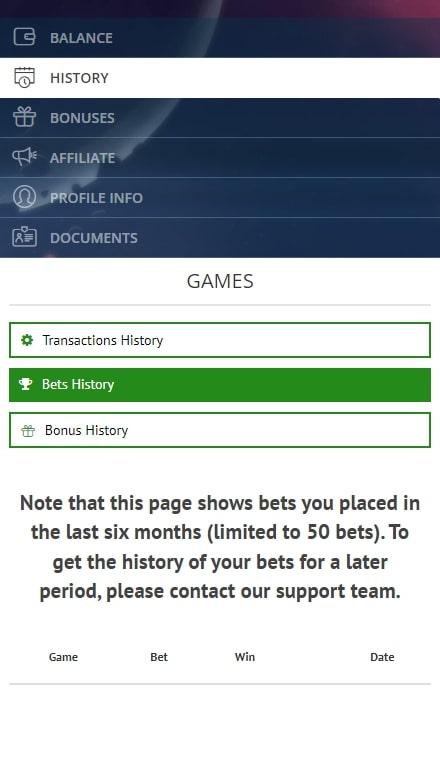 BALANCE
HISTORY
BONUSES
AFFILIATE
PROFILE INFO
DOCUMENTS
GAMES
Transactions History
Bets History
Bonus History
Note that this page shows bets you placed in
the last six months (limited to 50 bets). To
get the history of your bets for a later
period, please contact our support team.
Game Bet Win Date